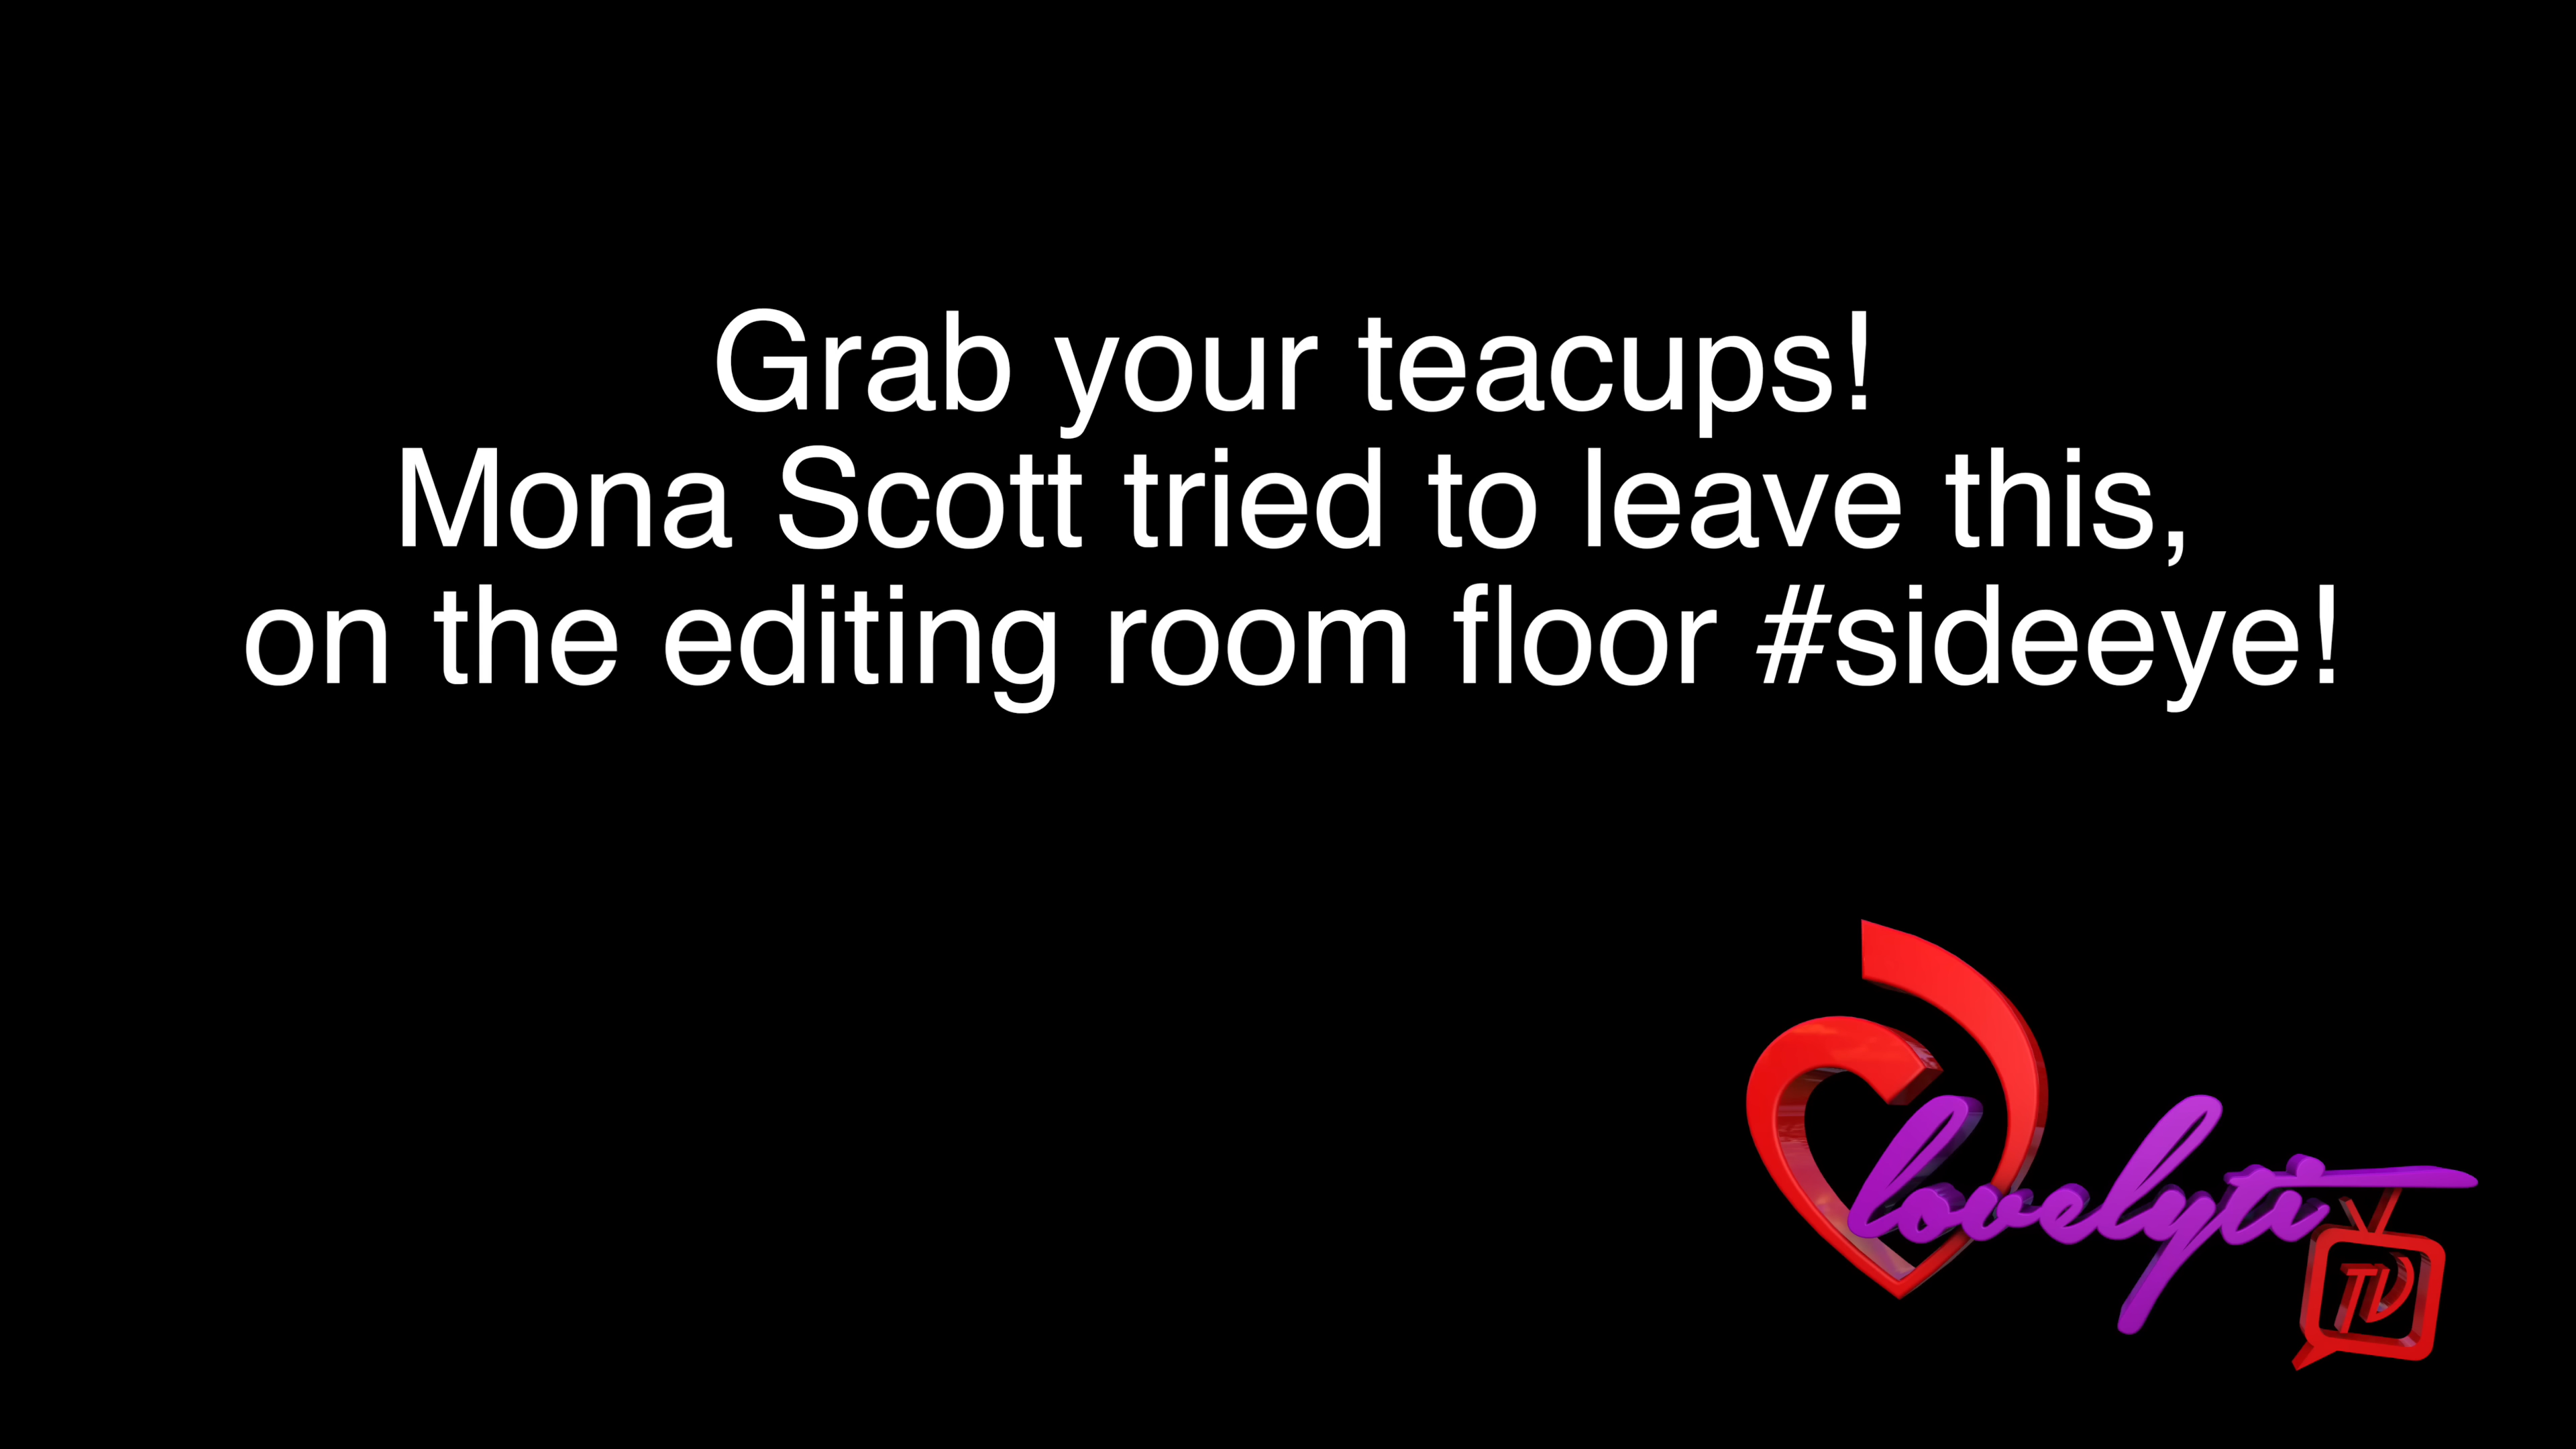 Grab your teacups!
Mona Scott tried to leave this,
on the editing room floor #sideeye!
lovelyti
TV